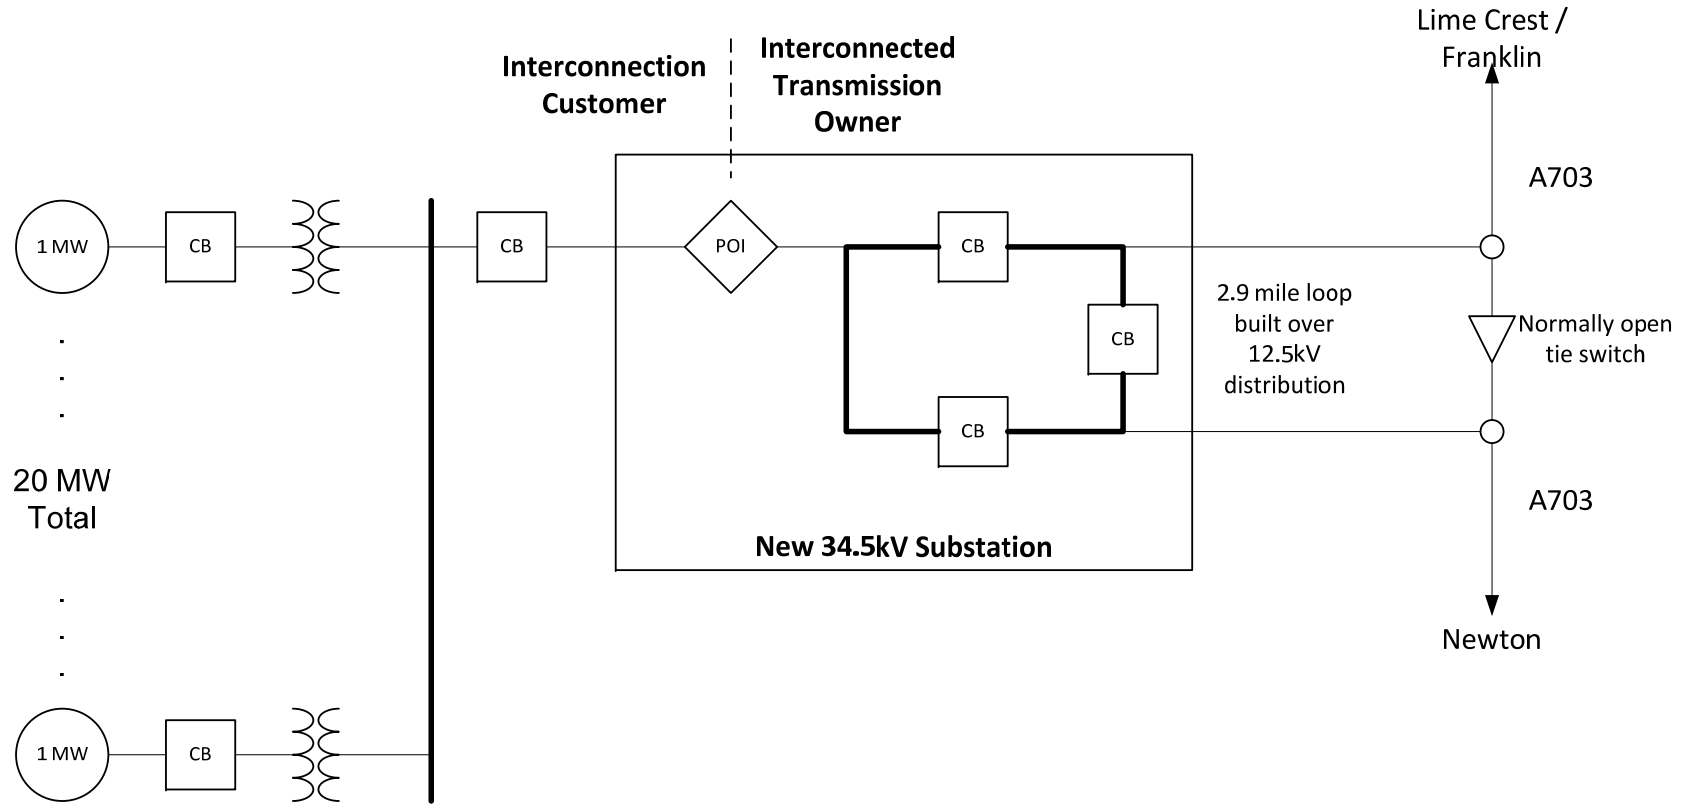 Lime Crest /
Franklin
Interconnection
Customer
Interconnected
Transmission
Owner
A703
1 MW
CB
CB
POI
CB
2.9 mile loop
built over
12.5kV
distribution
CB
Normally open
tie switch
CB
20 MW
Total
A703
New 34.5kV Substation
Newton
1 MW
CB